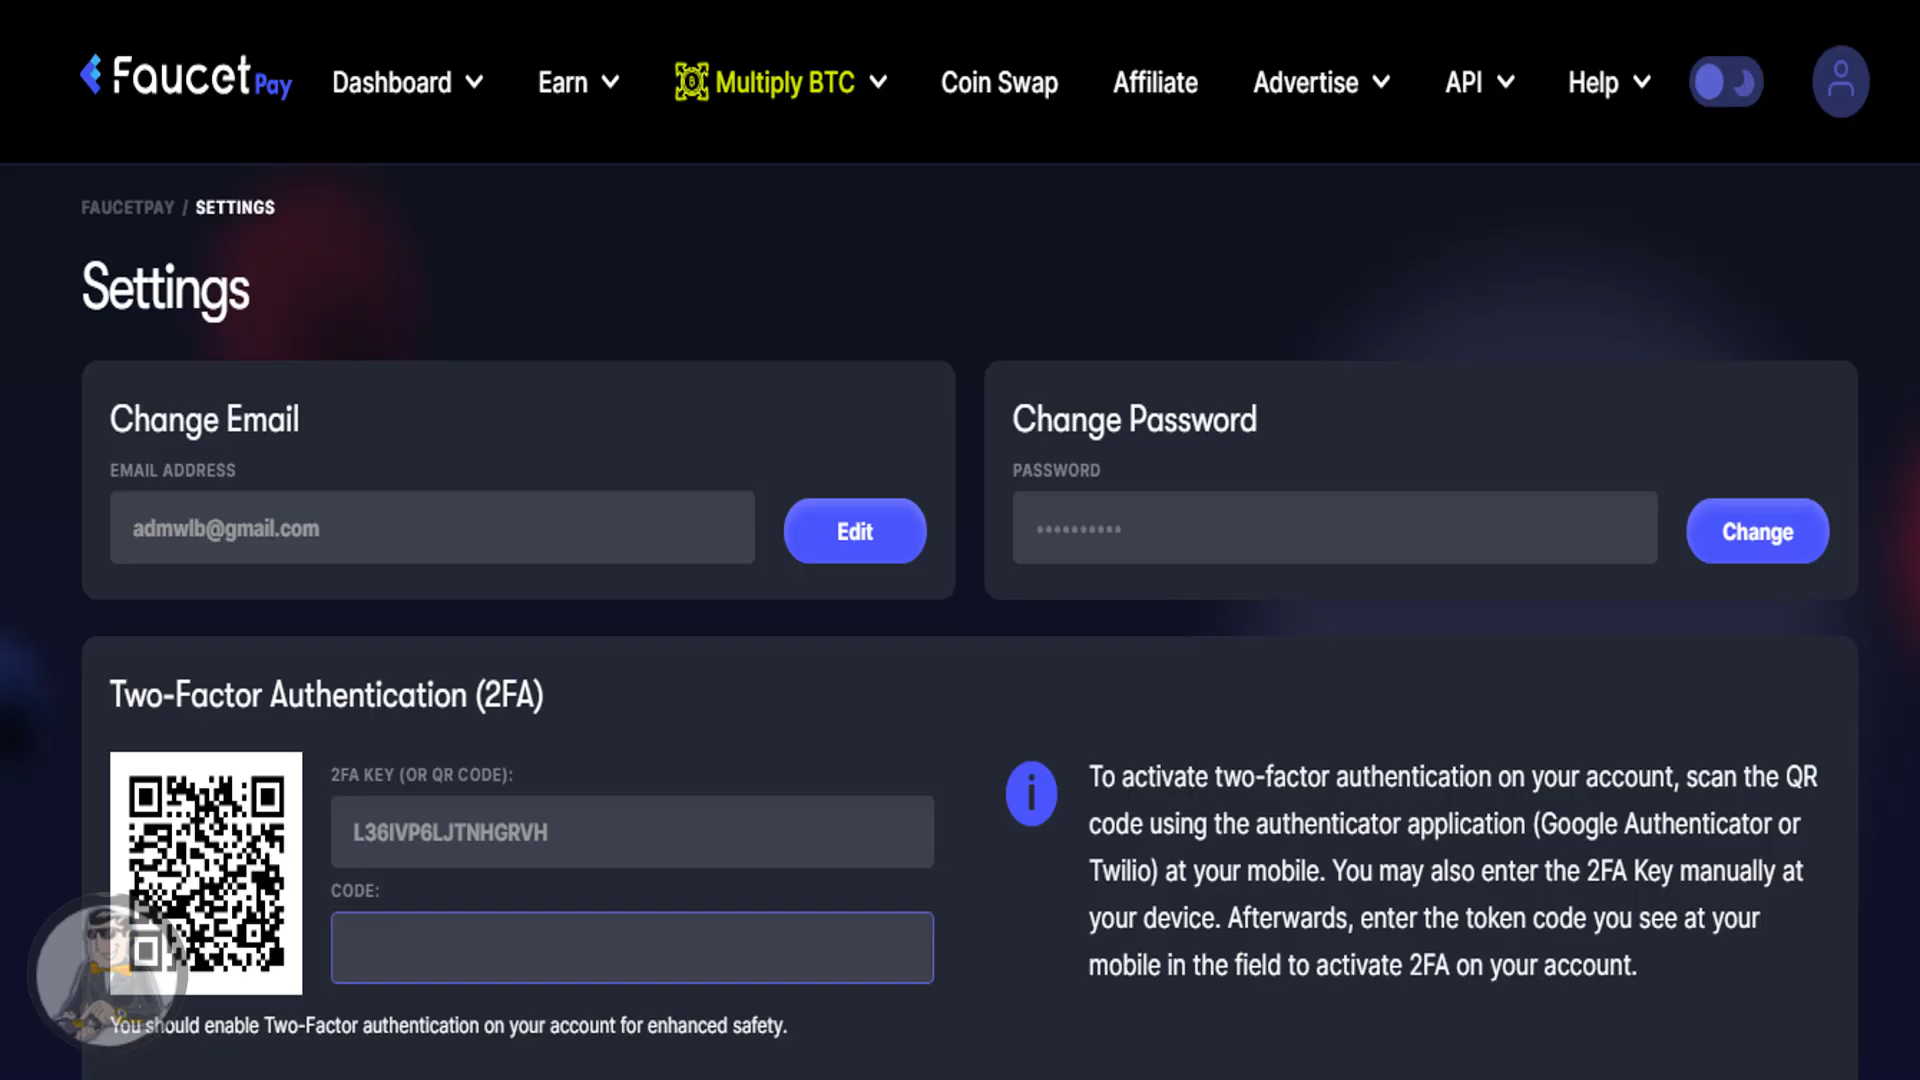 Faucet Pay Dashboard Earn Multiply BTC Coin Swap Affiliate Advertise API Help
FAUCETPAY / SETTINGS
Settings
Change Email
EMAIL ADDRESS
admwlb@gmail.com
Edit
Change Password
PASSWORD
Change
Two-Factor Authentication (2FA)
2FA KEY (OR QR CODE):
L36IVP6LJTNHGRVH
CODE:
You should enable Two-Factor authentication on your account for enhanced safety.
To activate two-factor authentication on your account, scan the QR
code using the authenticator application (Google Authenticator or
Twilio) at your mobile. You may also enter the 2FA Key manually at
your device. Afterwards, enter the token code you see at your
mobile in the field to activate 2FA on your account.